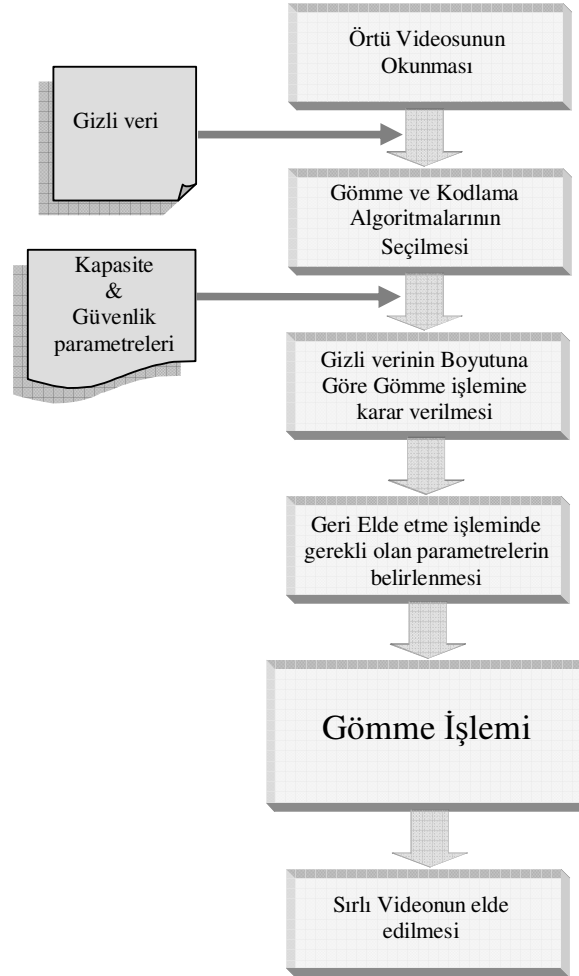 Örtü Videosunun
Okunması
Gizli veri
Gömme ve Kodlama
Algoritmalarının
Seçilmesi
Kapasite
&
Güvenlik
parametreleri
Gizli verinin Boyutuna
Göre Gömme işlemine
karar verilmesi
Geri Elde etme işleminde
gerekli olan parametrelerin
belirlenmesi
Gömme İşlemi
Sırlı Videonun elde
edilmesi